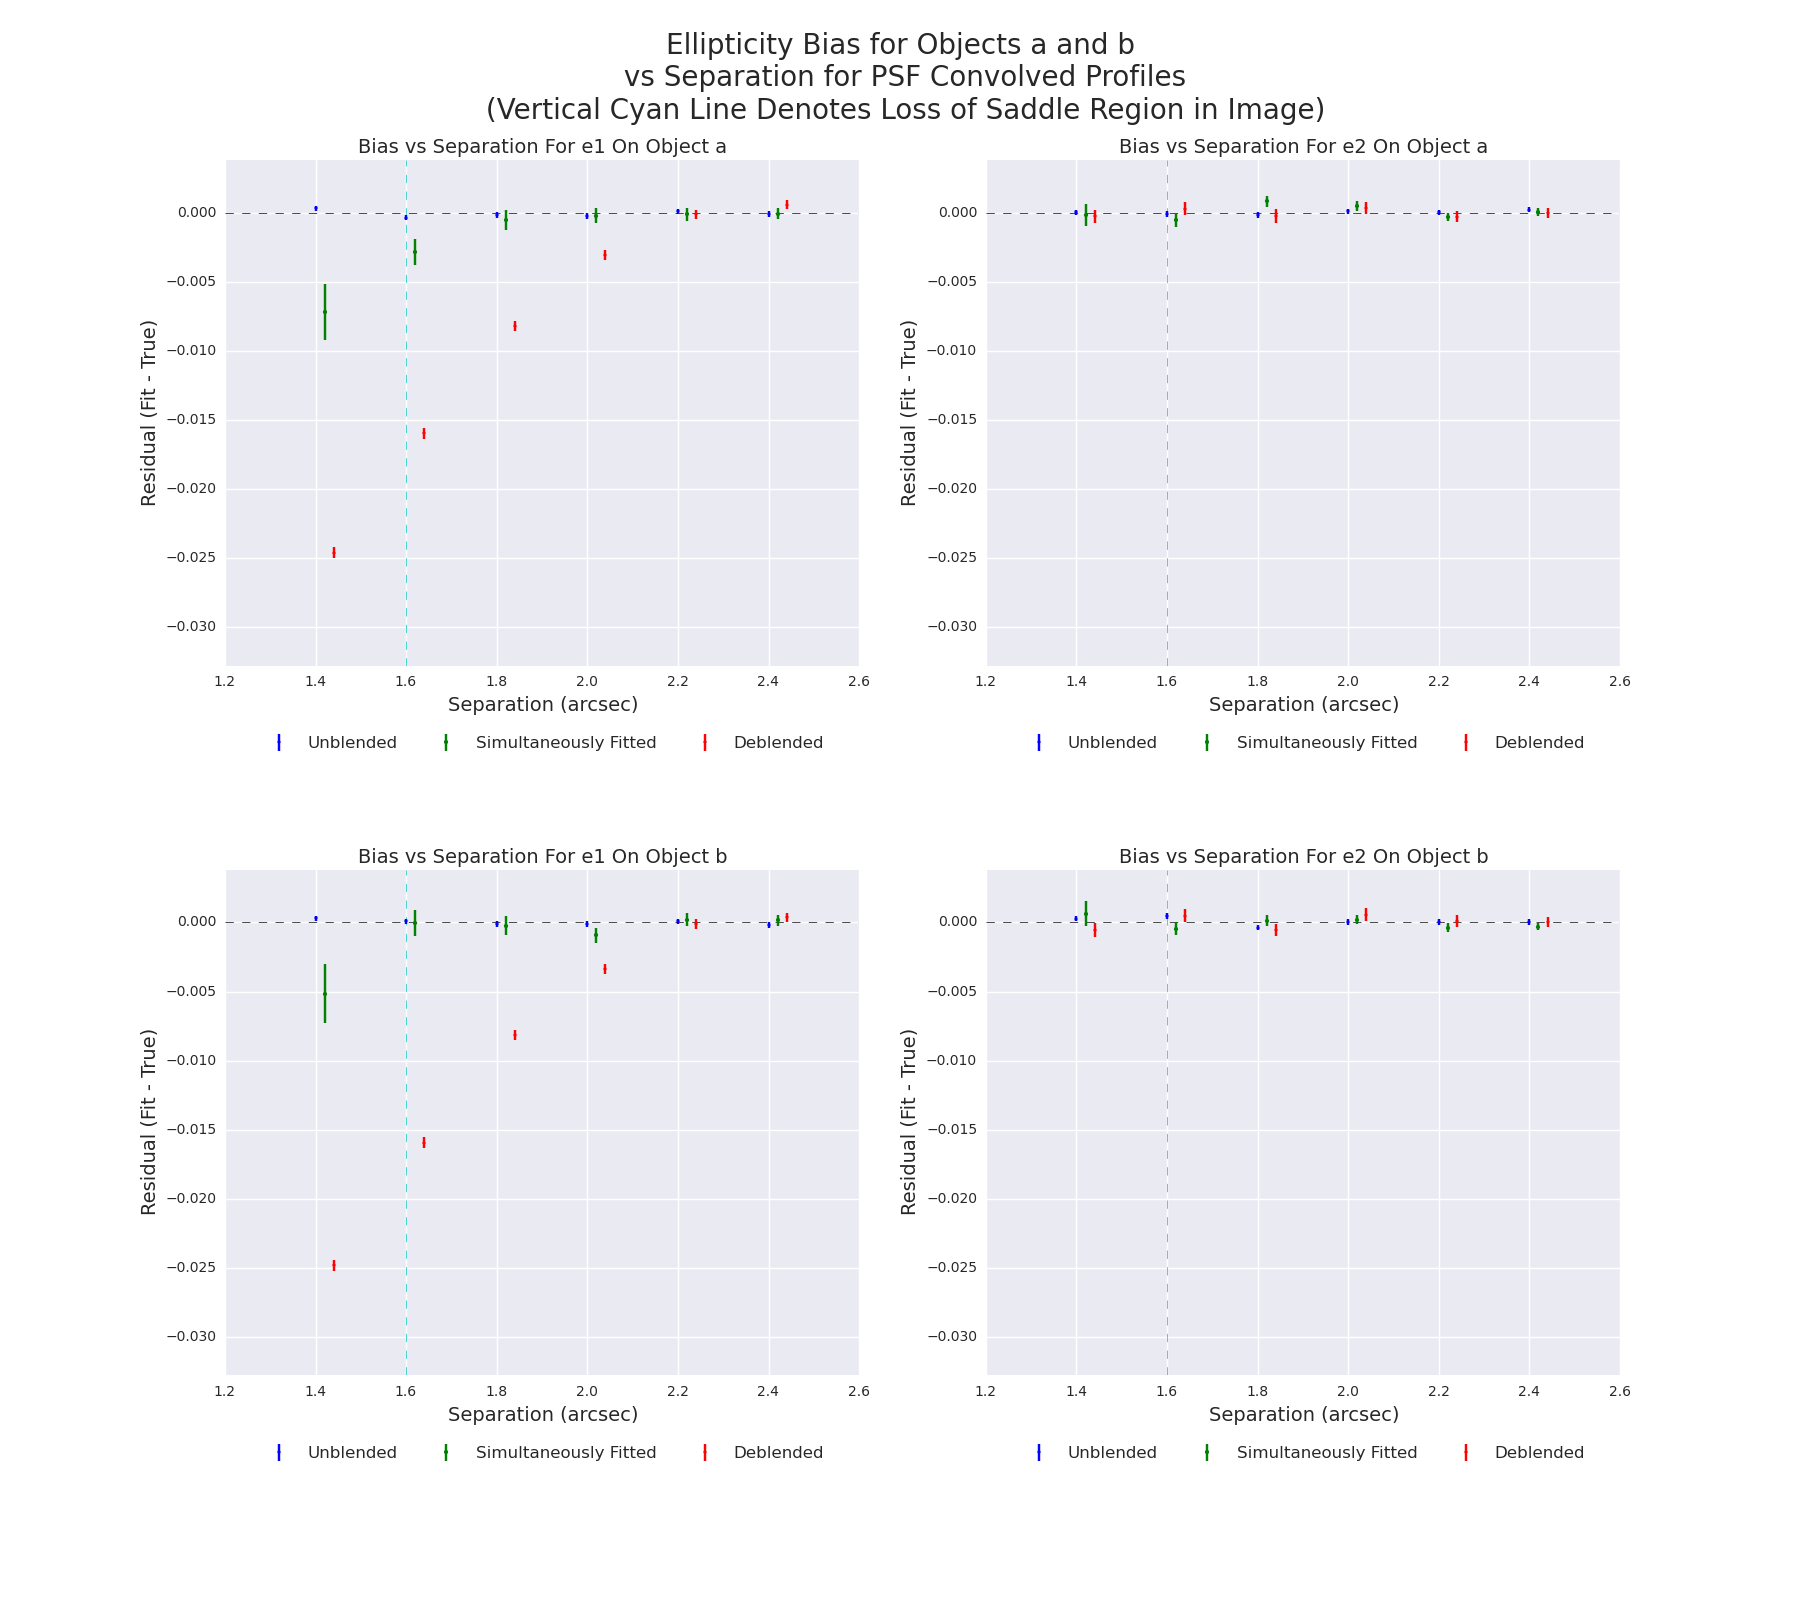 Ellipticity Bias for Objects a and b
vs Separation for PSF Convolved Profiles
(Vertical Cyan Line Denotes Loss of Saddle Region in Image)
Bias vs Separation For e1 On Object a
0.000
−0.005
−0.010
−0.015
−0.020
−0.025
−0.030
Residual (Fit - True)
1.2 1.4 1.6 1.8 2.0 2.2 2.4 2.6
Separation (arcsec)
Unblended Simultaneously Fitted Deblended
Bias vs Separation For e2 On Object a
0.000
−0.005
−0.010
−0.015
−0.020
−0.025
−0.030
Residual (Fit - True)
1.2 1.4 1.6 1.8 2.0 2.2 2.4 2.6
Separation (arcsec)
Unblended Simultaneously Fitted Deblended
Bias vs Separation For e1 On Object b
0.000
−0.005
−0.010
−0.015
−0.020
−0.025
−0.030
Residual (Fit - True)
1.2 1.4 1.6 1.8 2.0 2.2 2.4 2.6
Separation (arcsec)
Unblended Simultaneously Fitted Deblended
Bias vs Separation For e2 On Object b
0.000
−0.005
−0.010
−0.015
−0.020
−0.025
−0.030
Residual (Fit - True)
1.2 1.4 1.6 1.8 2.0 2.2 2.4 2.6
Separation (arcsec)
Unblended Simultaneously Fitted Deblended